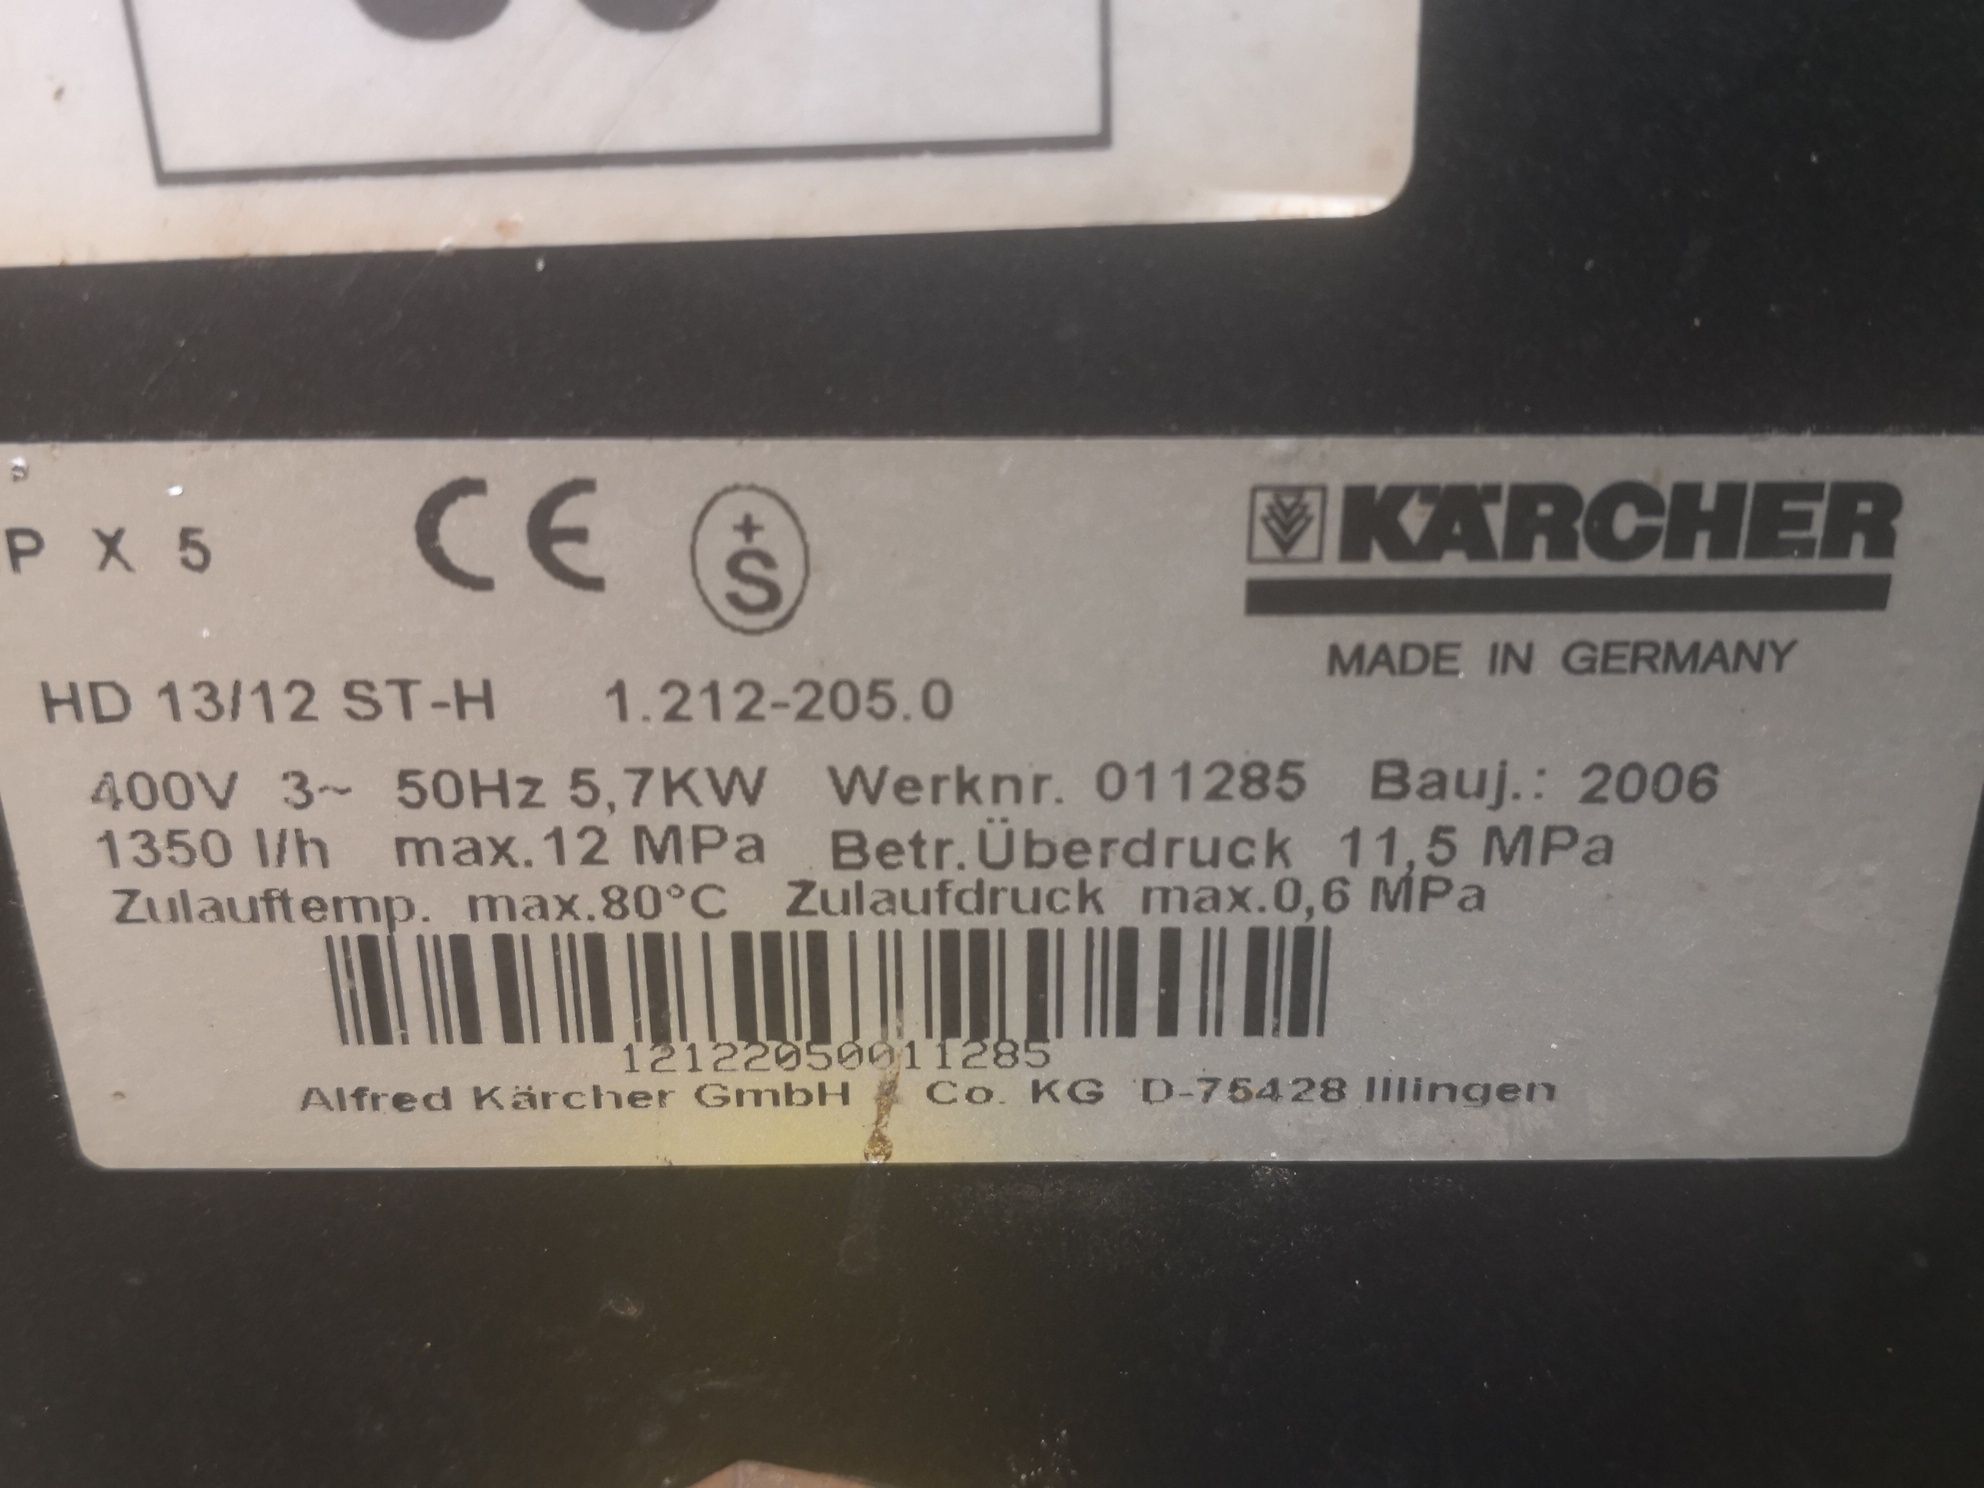 P X 5 CE +S KÄRCHER
MADE IN GERMANY
HD 13/12 ST-H 1.212-205.0
400V 3~ 50Hz 5,7KW Werknr. 011285 Bauj.: 2006
1350 l/h max.12 MPa Betr.Überdruck 11,5 MPa
Zulauftemp. max.80°C Zulaufdruck max.0,6 MPa
12122050011285
Alfred Kärcher GmbH Co. KG D-75428 Illingen